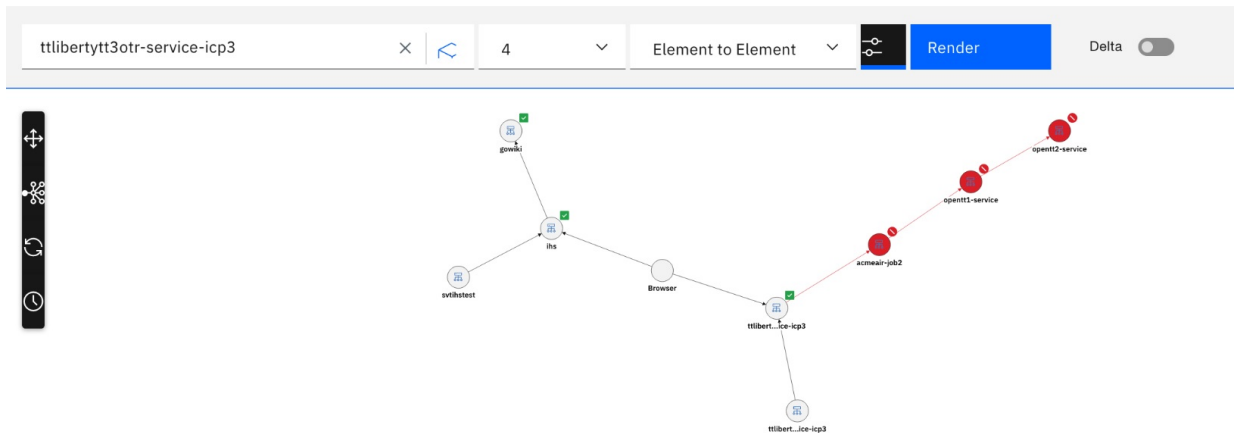 ttlibertytt3otr-service-icp3
4
Element to Element
Render
Delta
gowiki
opentt2-service
opentt1-service
ihs
acmeair-job2
svtihstest
Browser
ttlibert...ice-icp3
ttlibert...ice-icp3